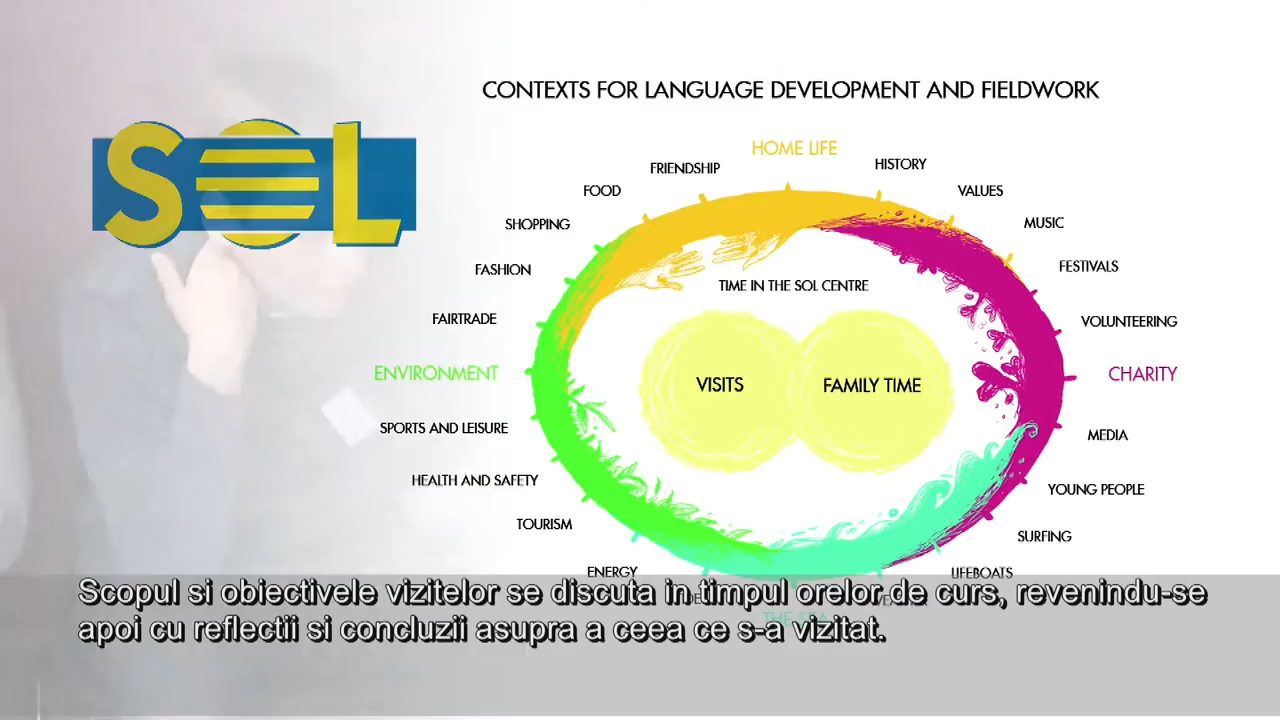 SOL
CONTEXTS FOR LANGUAGE DEVELOPMENT AND FIELDWORK
HOME LIFE
FRIENDSHIP
HISTORY
FOOD
VALUES
SHOPPING
MUSIC
FASHION
FESTIVALS
TIME IN THE SOL CENTRE
FAIRTRADE
VOLUNTEERING
ENVIRONMENT
VISITS
FAMILY TIME
CHARITY
SPORTS AND LEISURE
MEDIA
HEALTH AND SAFETY
YOUNG PEOPLE
TOURISM
SURFING
ENERGY
LIFEBOATS
THE SEA
Scopul si obiectivele vizitelor se discuta in timpul orelor de curs, revenindu-se
apoi cu reflectii si concluzii asupra a ceea ce s-a vizitat.